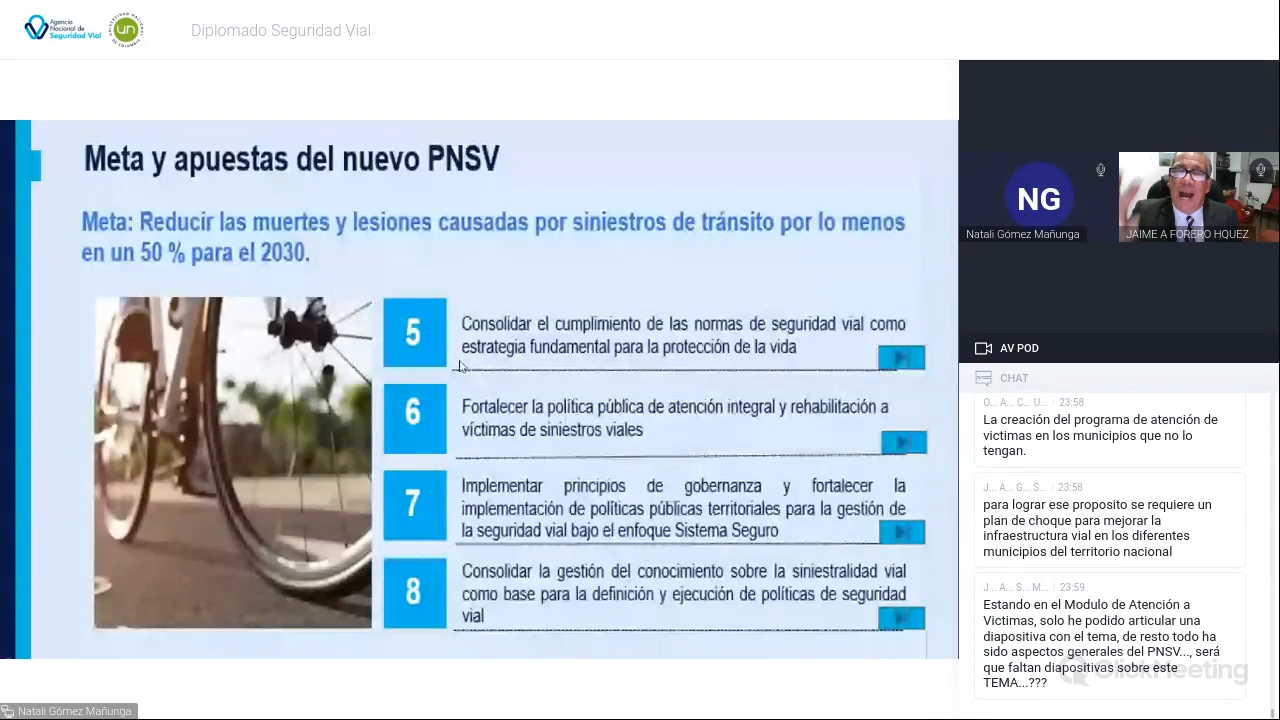 Agencia
Nacional de
Seguridad Vial
un
Diplomado Seguridad Vial
Meta y apuestas del nuevo PNSV
Meta: Reducir las muertes y lesiones causadas por siniestros de tránsito por lo menos
en un 50 % para el 2030.
5
Consolidar el cumplimiento de las normas de seguridad vial como
estrategia fundamental para la protección de la vida
6
Fortalecer la política pública de atención integral y rehabilitación a
víctimas de siniestros viales
7
Implementar principios de gobernanza y fortalecer la
implementación de políticas públicas territoriales para la gestión de
la seguridad vial bajo el enfoque Sistema Seguro
8
Consolidar la gestión del conocimiento sobre la siniestralidad vial
como base para la definición y ejecución de políticas de seguridad
vial
Natali Gómez Mañunga
NG
Natali Gómez Mañunga
JAIME A FORERO HQUEZ
AV POD
CHAT
O... A... C... U... 23:58
La creación del programa de atención de
victimas en los municipios que no lo
tengan.
J... A... G... S... 23:58
para lograr ese proposito se requiere un
plan de choque para mejorar la
infraestructura vial en los diferentes
municipios del territorio nacional
J... A... S... M... 23:59
Estando en el Modulo de Atención a
Victimas, solo he podido articular una
diapositiva con el tema, de resto todo ha
sido aspectos generales del PNSV..., será
que faltan diapositivas sobre este
TEMA...???
ClickMeeting